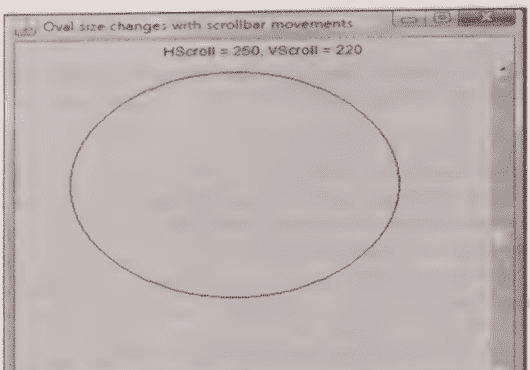 Oval size changes with scrollbar movements
HScroll = 250, VScroll = 220